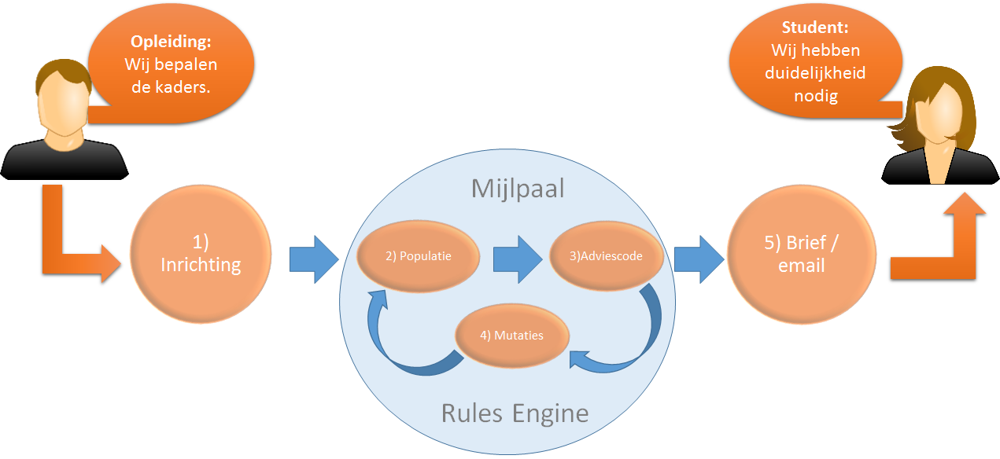 Opleiding:
Wij bepalen
de kaders.
Student:
Wij hebben
duidelijkheid
nodig
1)
Inrichting
Mijlpaal
2) Populatie
3)Adviescode
4) Mutaties
Rules Engine
5) Brief /
email